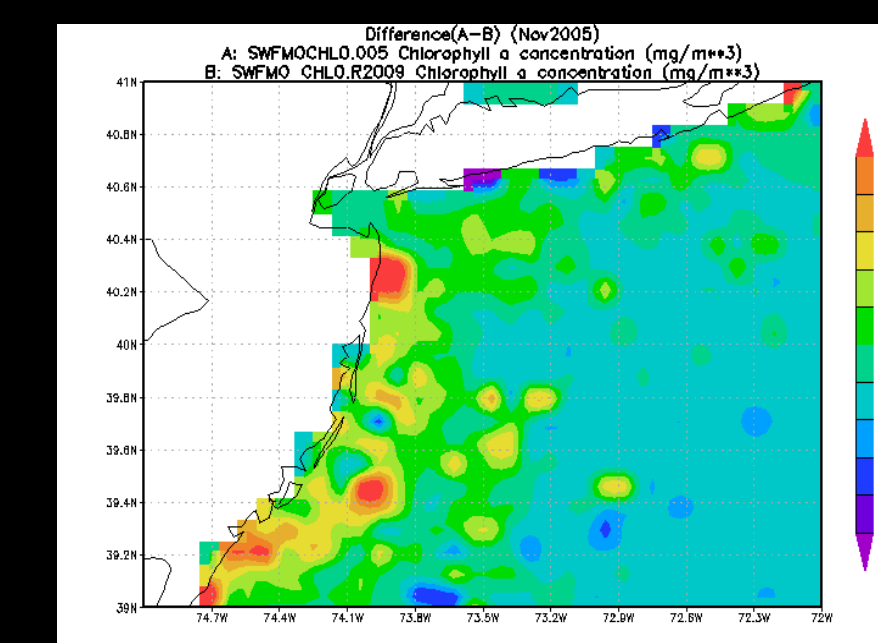 Difference(A-B) (Nov2005)
A: SWFMOCHLO.005 Chlorophyll a concentration (mg/m**3)
B: SWFMO_CHLO.R2009 Chlorophyll a concentration (mg/m**3)
41N
40.8N
40.6N
40.4N
40.2N
40N
39.8N
39.6N
39.4N
39.2N
39N
74.7W 74.4W 74.1W 73.8W 73.5W 73.2W 72.9W 72.6W 72.3W 72W